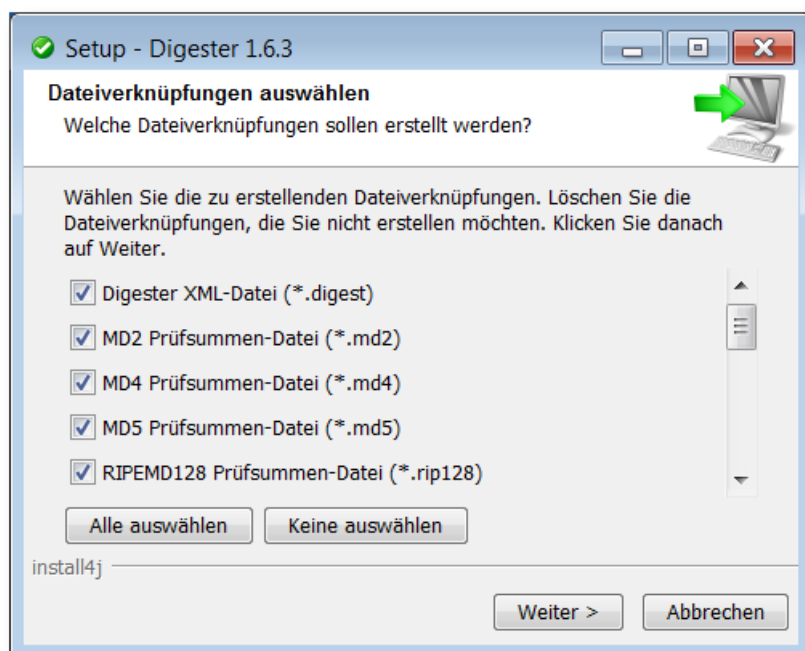 Setup - Digester 1.6.3
Dateiverknüpfungen auswählen
Welche Dateiverknüpfungen sollen erstellt werden?
Wählen Sie die zu erstellenden Dateiverknüpfungen. Löschen Sie die
Dateiverknüpfungen, die Sie nicht erstellen möchten. Klicken Sie danach
auf Weiter.
Digester XML-Datei (*.digest)
MD2 Prüfsummen-Datei (*.md2)
MD4 Prüfsummen-Datei (*.md4)
MD5 Prüfsummen-Datei (*.md5)
RIPEMD128 Prüfsummen-Datei (*.rip128)
Alle auswählen Keine auswählen
install4j
Weiter > Abbrechen